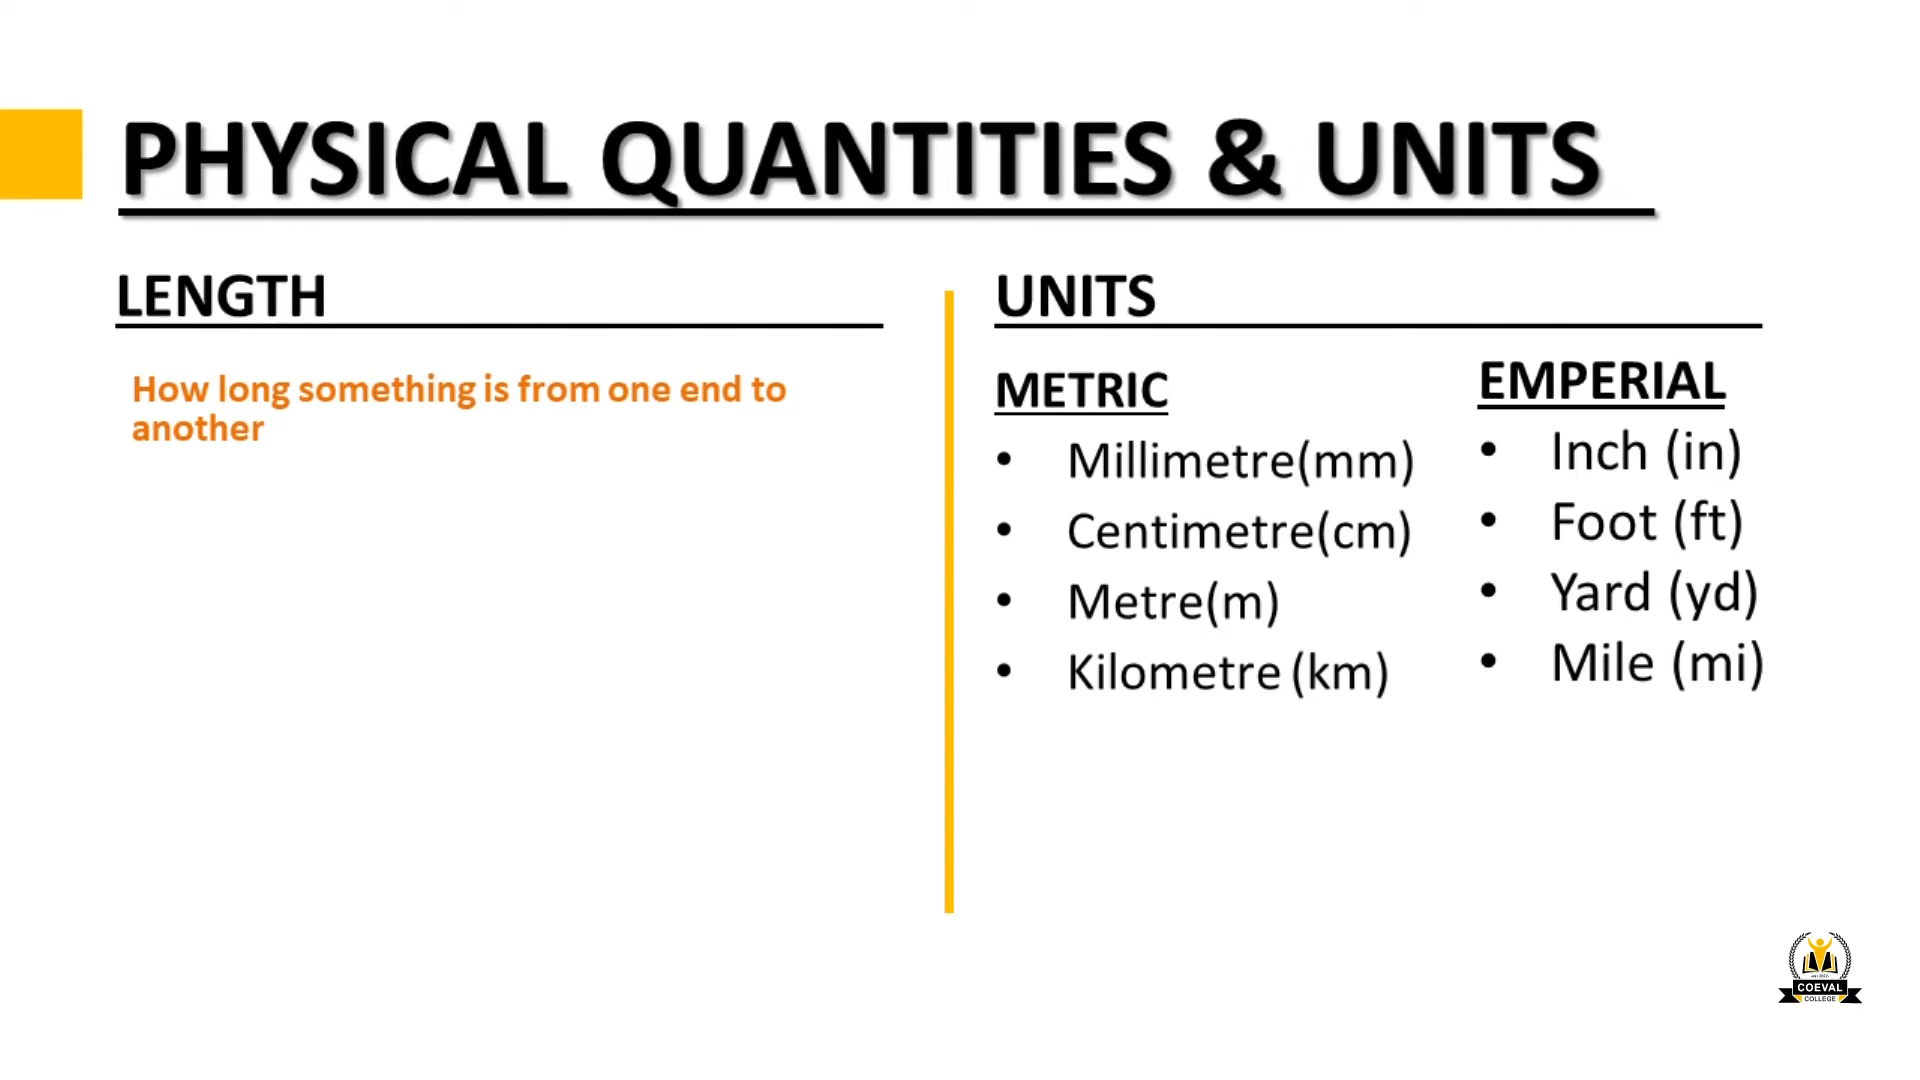 PHYSICAL QUANTITIES & UNITS
LENGTH
How long something is from one end to
another
UNITS
METRIC
• Millimetre(mm)
• Centimetre(cm)
• Metre(m)
• Kilometre (km)
EMPERIAL
• Inch (in)
• Foot (ft)
• Yard (yd)
• Mile (mi)
COEVAL
COLLEGE